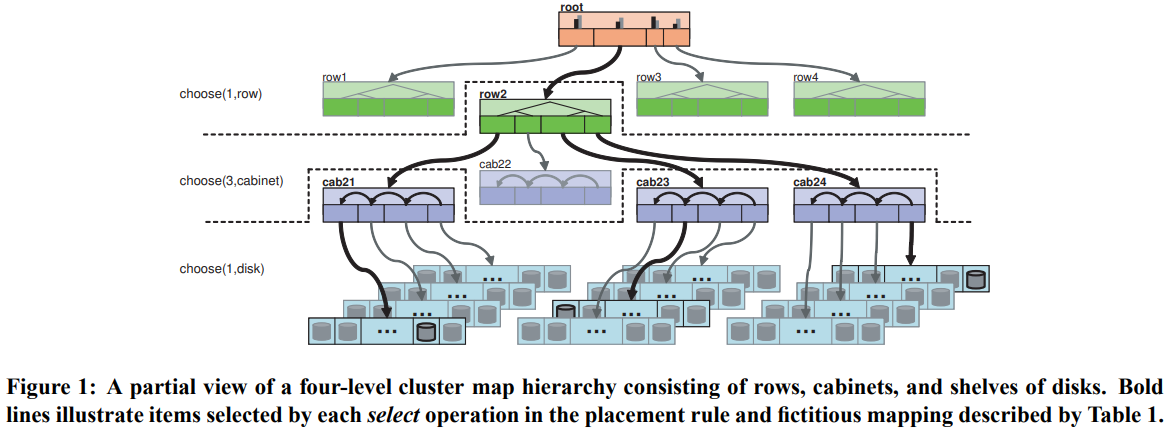 root
row1
row3
row4
choose(1,row)
row2
cab22
choose(3,cabinet)
cab21
cab23
cab24
choose(1,disk)
...
...
...
...
...
...
...
...
...
...
...
...
Figure 1: A partial view of a four-level cluster map hierarchy consisting of rows, cabinets, and shelves of disks. Bold
lines illustrate items selected by each select operation in the placement rule and fictitious mapping described by Table 1.